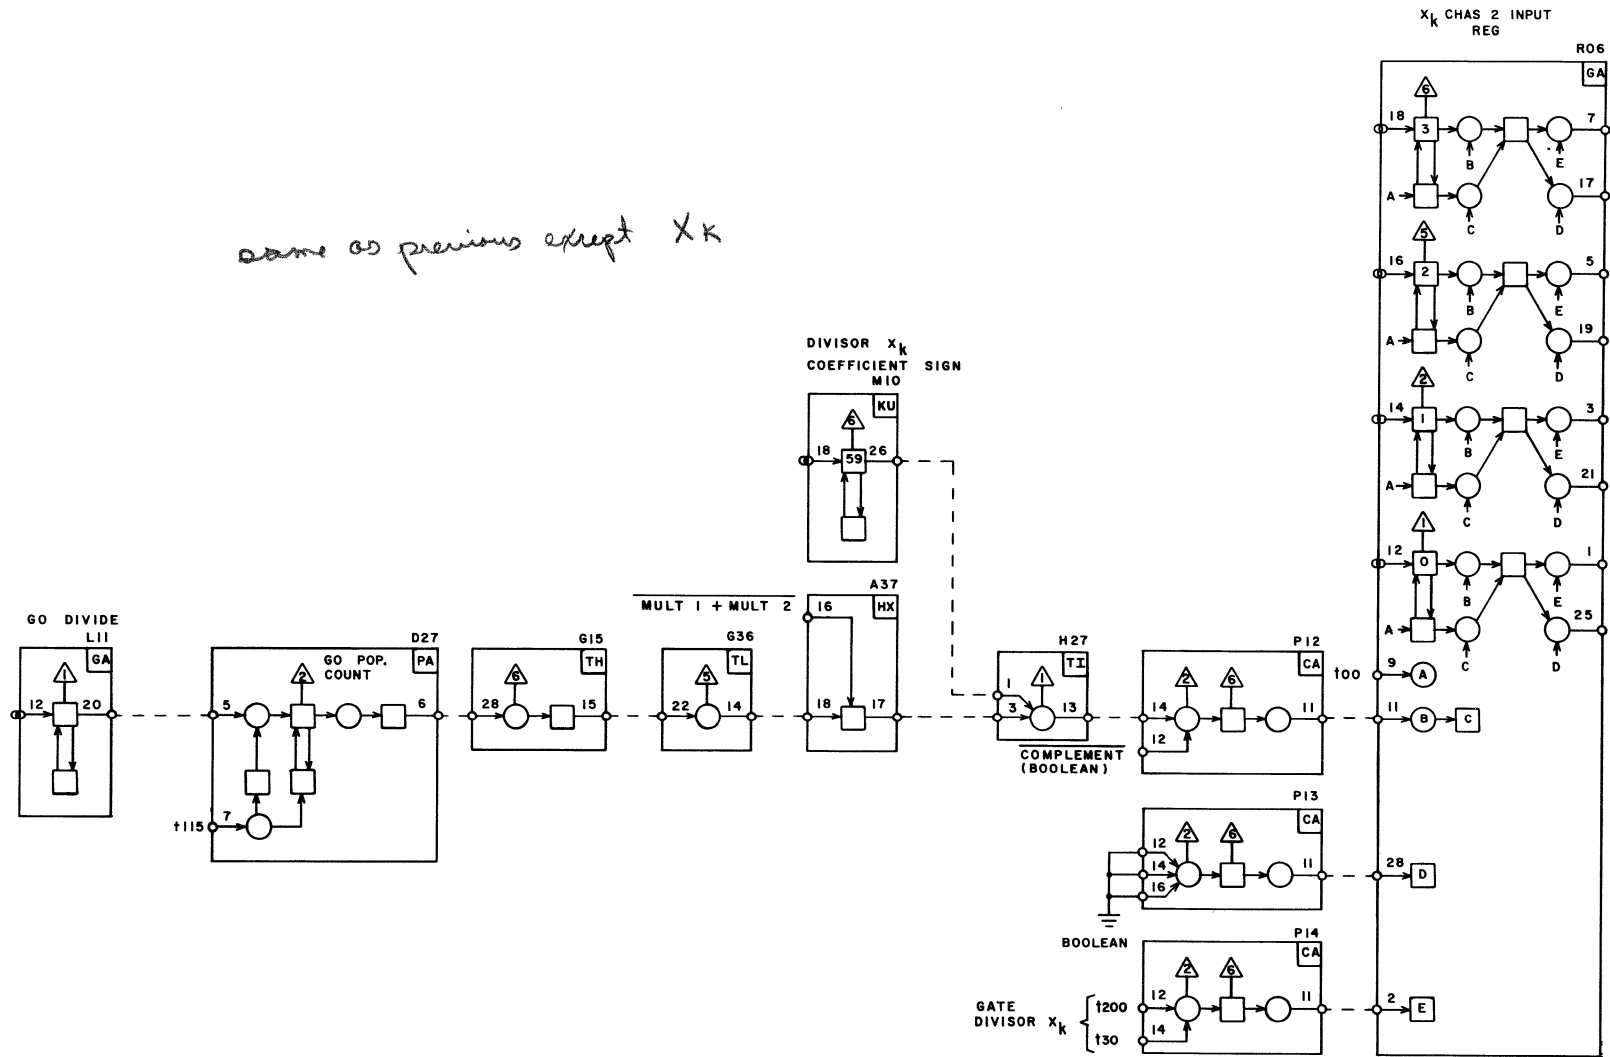 Xk CHAS 2 INPUT
REG
R06
GA
6
18
3
7
B
E
A
17
C
D
5
16
2
5
B
E
A
19
C
D
2
14
1
3
B
E
A
21
C
D
1
12
0
1
B
E
A
25
C
D
t00
9
A
11
B
C
28
D
2
E
same as previous except Xk
DIVISOR Xk
COEFFICIENT SIGN
M10
KU
6
18
59
26
GO DIVIDE
L11
GA
1
12
20
D27
PA
GO POP.
COUNT
2
5
6
t115
7
G15
TH
6
28
15
MULT 1 + MULT 2
G36
TL
5
22
14
A37
HX
16
18
17
H27
TI
1
1
3
13
COMPLEMENT
(BOOLEAN)
P12
CA
2
6
14
11
12
P13
CA
2
6
12
14
16
11
BOOLEAN
P14
CA
2
6
GATE
DIVISOR Xk
t200
12
11
t30
14